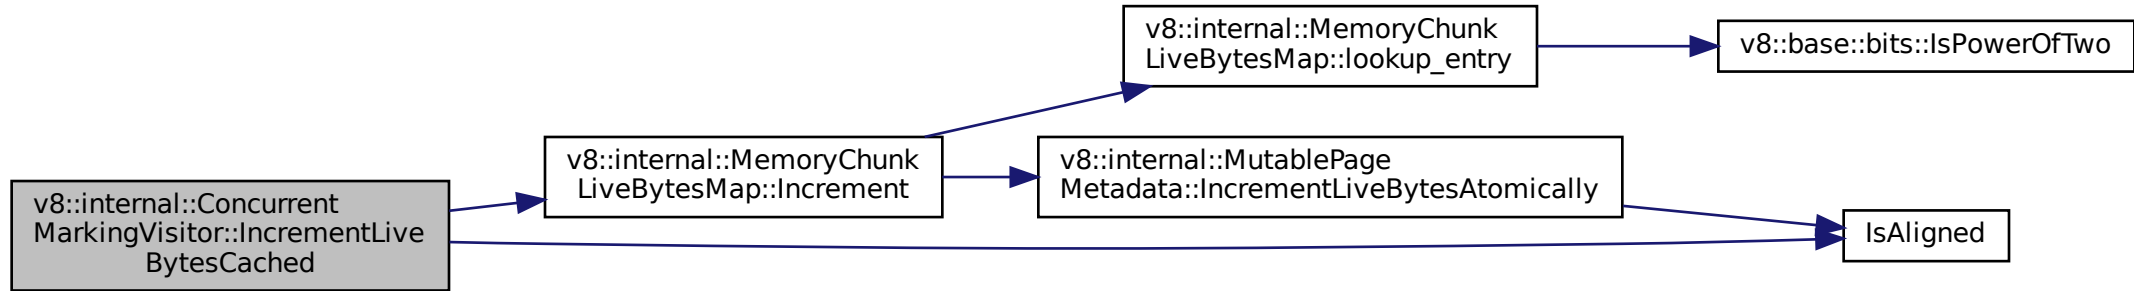 v8::internal::Concurrent
MarkingVisitor::IncrementLive
BytesCached
v8::internal::MemoryChunk
LiveBytesMap::Increment
v8::internal::MemoryChunk
LiveBytesMap::lookup_entry
v8::base::bits::IsPowerOfTwo
v8::internal::MutablePage
Metadata::IncrementLiveBytesAtomically
IsAligned